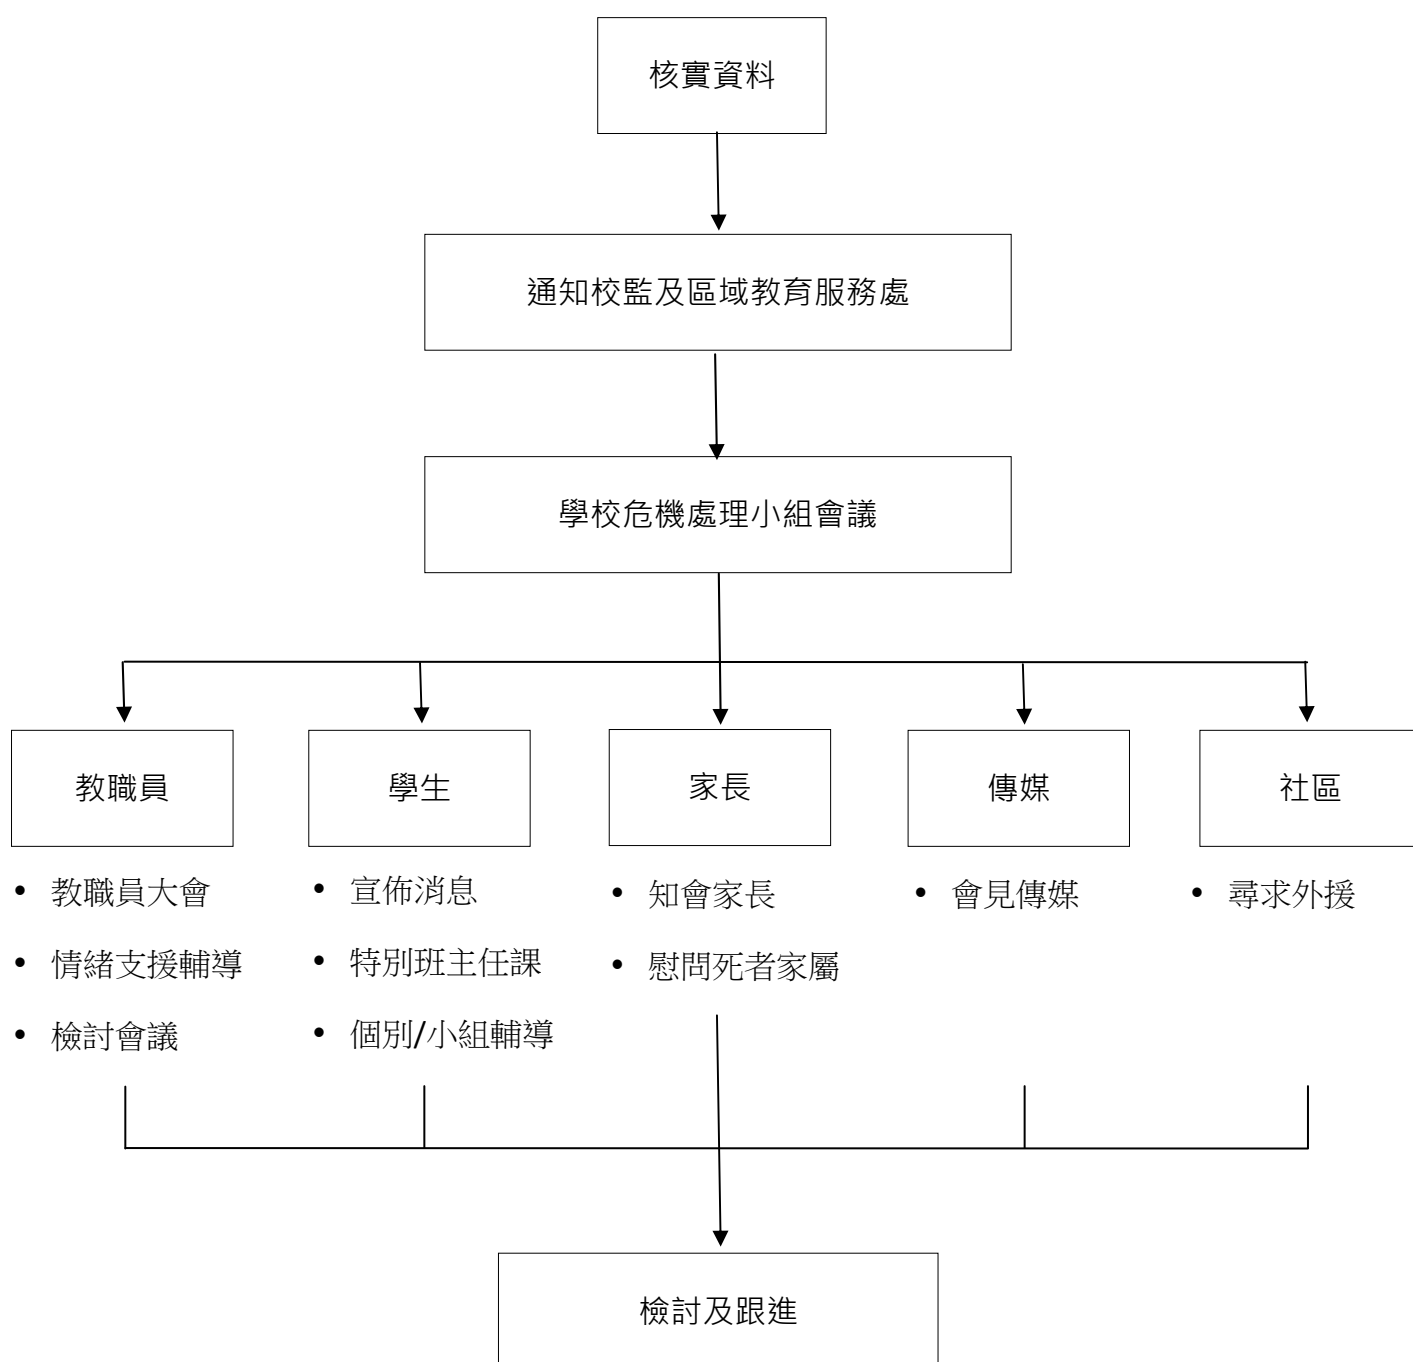 核實資料
通知校監及區域教育服務處
學校危機處理小組會議
教職員
學生
家長
傳媒
社區
• 教職員大會
• 情緒支援輔導
• 檢討會議
• 宣佈消息
• 特別班主任課
• 個別/小組輔導
• 知會家長
• 慰問死者家屬
• 會見傳媒
• 尋求外援
檢討及跟進